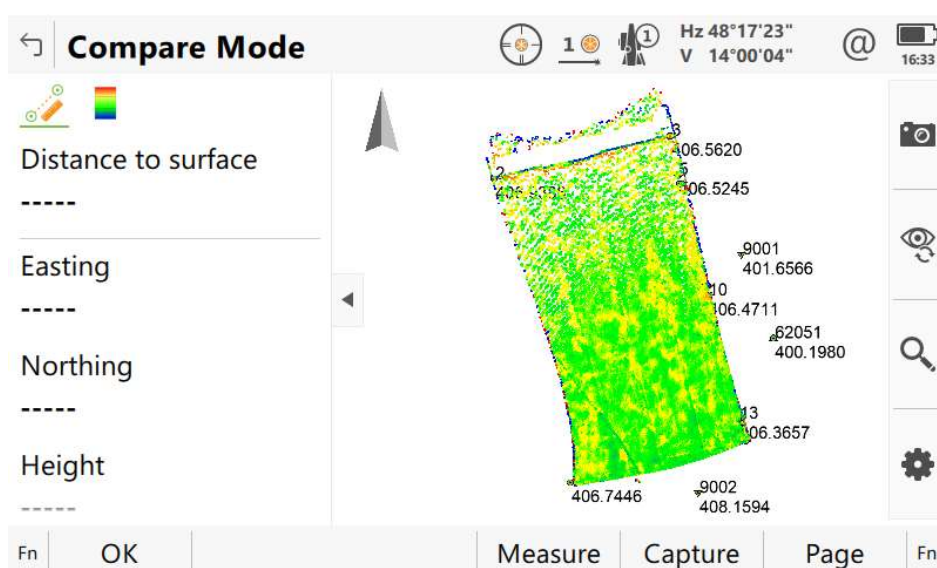 Compare Mode
1
1
Hz 48°17'23"
V 14°00'04"
@
16:33
Distance to surface
-----
Easting
-----
Northing
-----
Height
-----
3
406.5620
2
06.5245
9001
401.6566
10
06.4711
62051
400.1980
13
06.3657
406.7446
9002
408.1594
Fn
OK
Measure
Capture
Page
Fn